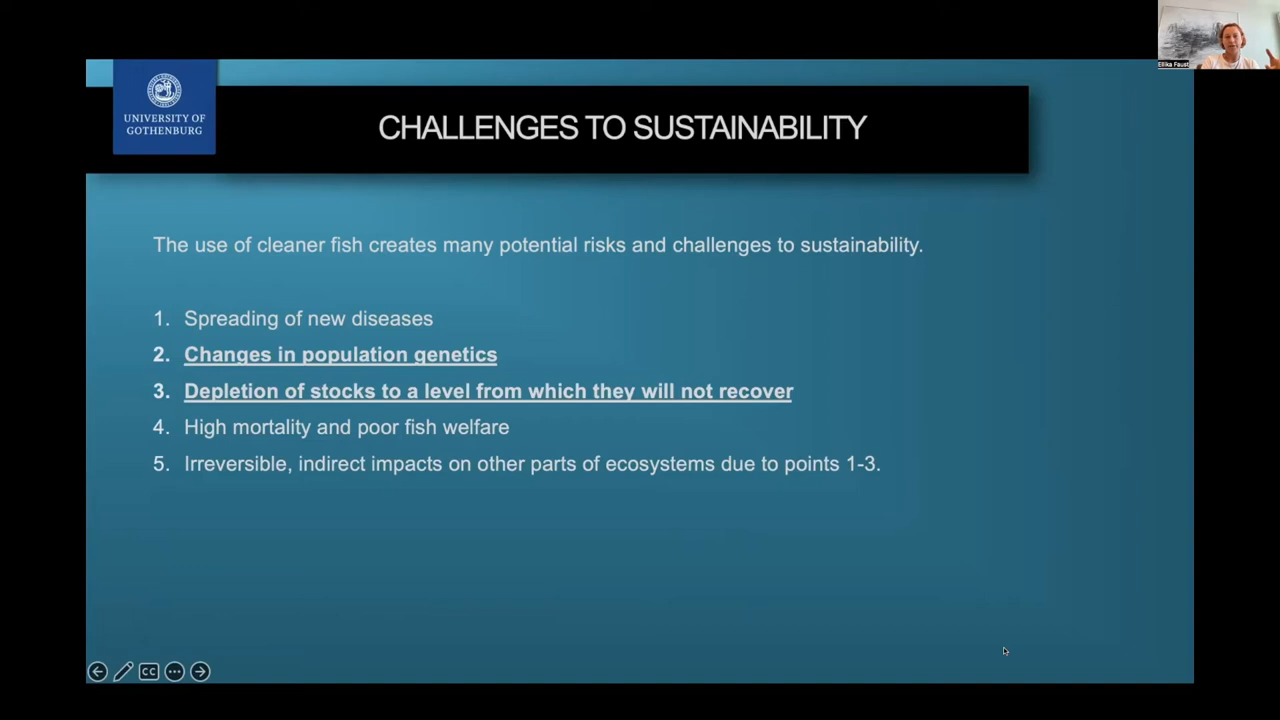 Ellika Faust
UNIVERSITY OF
GOTHENBURG
CHALLENGES TO SUSTAINABILITY
The use of cleaner fish creates many potential risks and challenges to sustainability.
1. Spreading of new diseases
2. Changes in population genetics
3. Depletion of stocks to a level from which they will not recover
4. High mortality and poor fish welfare
5. Irreversible, indirect impacts on other parts of ecosystems due to points 1-3.
CC